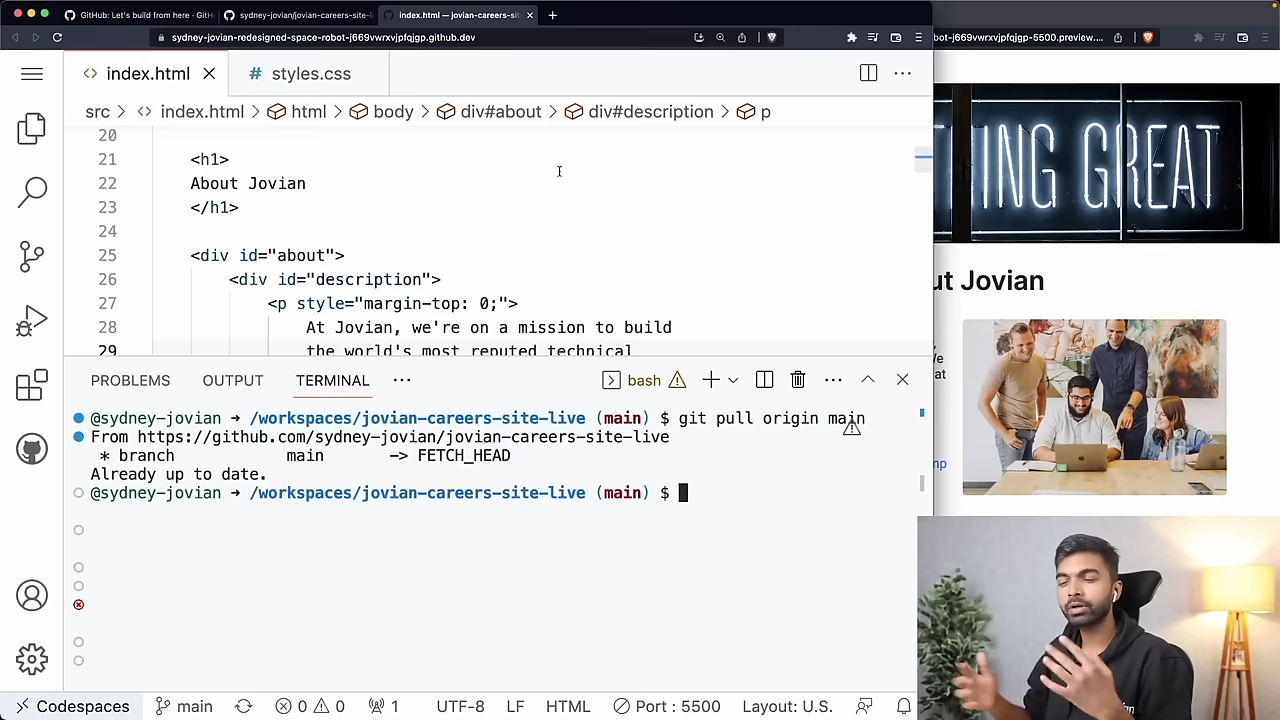 GitHub: Let's build from here · GitH
sydney-jovian/jovian-careers-site-l
index.html — jovian-careers-sit
sydney-jovian-redesigned-space-robot-j669vwrxvjpfqjgp.github.dev
bot-j669vwrxvjpfqjgp-5500.preview....
index.html
# styles.css
src > index.html > html > body > div#about > div#description > p
20
21 <h1>
22 About Jovian
23 </h1>
24
25 <div id="about">
26 <div id="description">
27 <p style="margin-top: 0;">
28 At Jovian, we're on a mission to build
29 the world's most reputed technical
THING GREAT
ut Jovian
We
at
np
PROBLEMS OUTPUT TERMINAL ...
bash
@sydney-jovian → /workspaces/jovian-careers-site-live (main) $ git pull origin main
From https://github.com/sydney-jovian/jovian-careers-site-live
* branch main -> FETCH_HEAD
Already up to date.
@sydney-jovian → /workspaces/jovian-careers-site-live (main) $
Codespaces main 0 0 1 UTF-8 LF HTML Port : 5500 Layout: U.S.